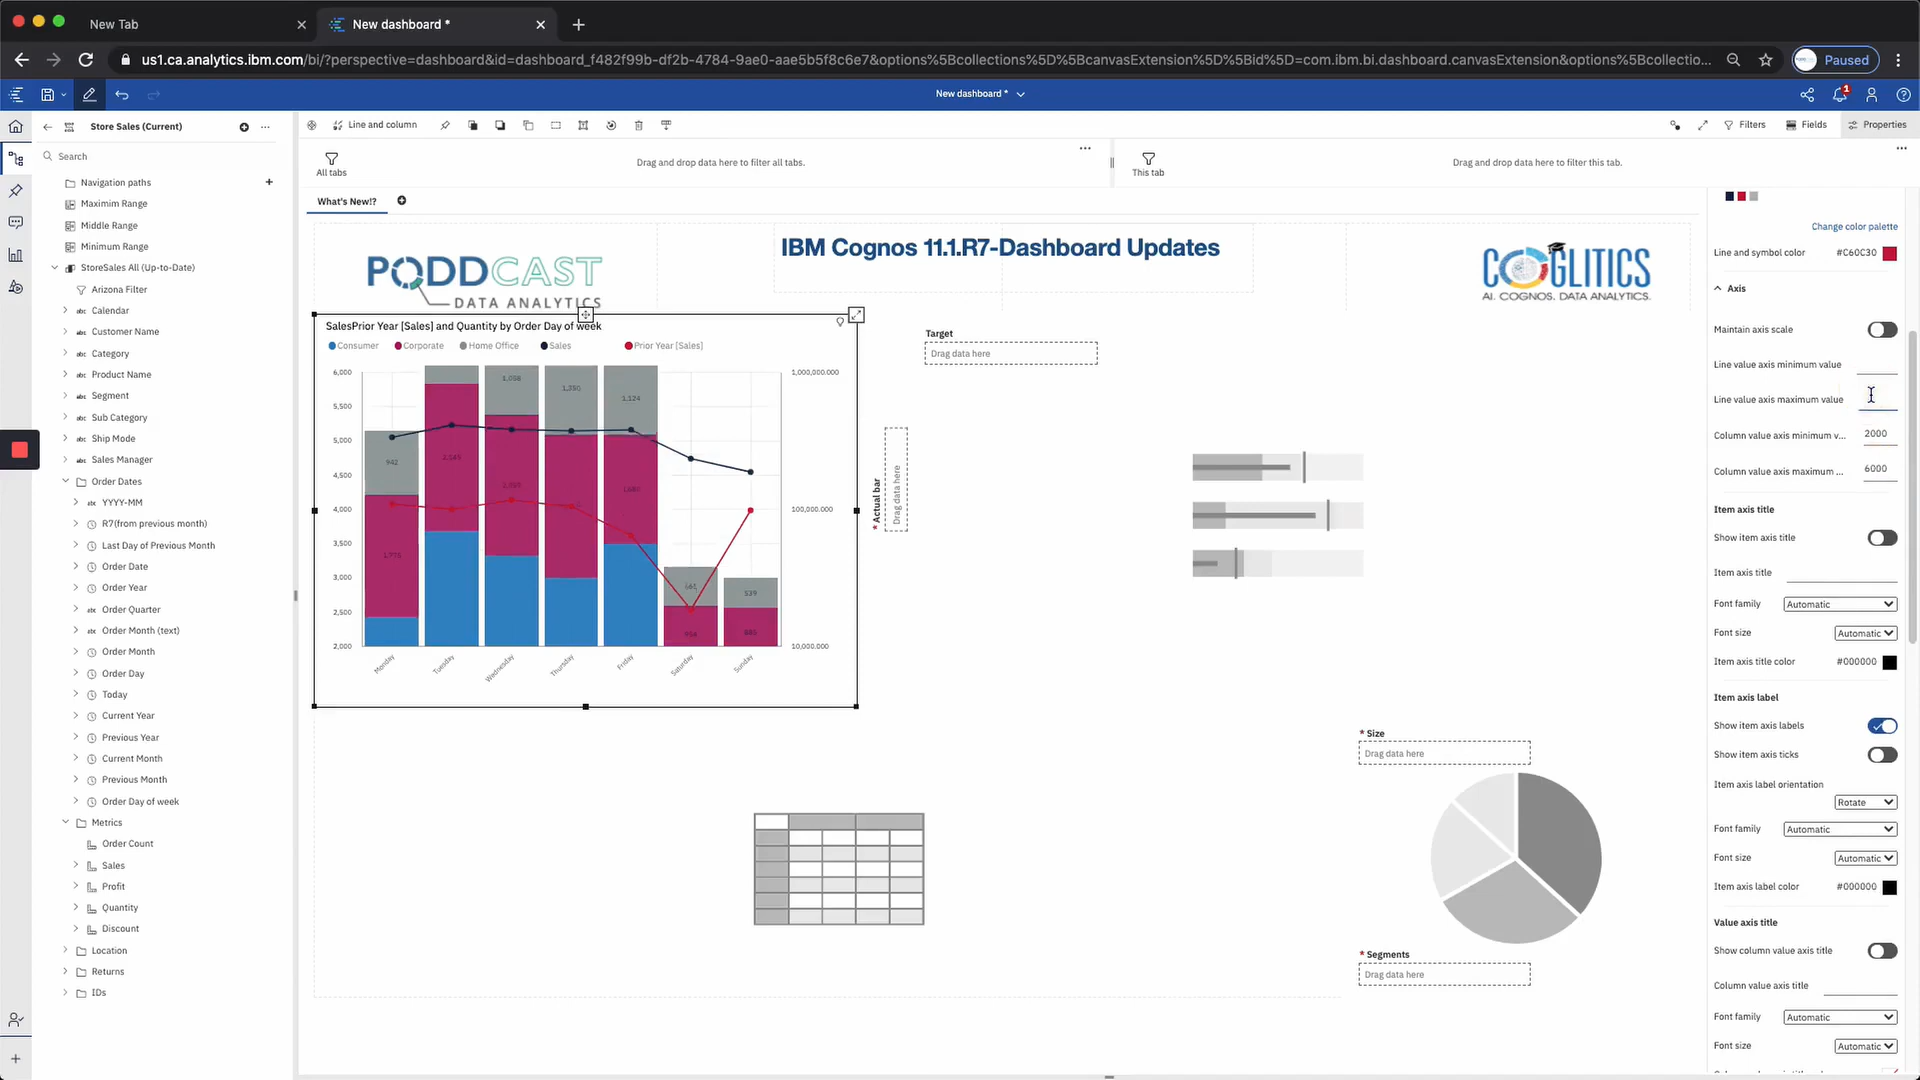 New Tab
New dashboard *
us1.ca.analytics.ibm.com/bi/?perspective=dashboard&id=dashboard_f482f99b-df2b-4784-9ae0-aae5b5f8c6e7&options%5Bcollections%5D%5BcanvasExtension%5D%5Bid%5D=com.ibm.bi.dashboard.canvasExtension&options%5Bcollectio...
Paused
New dashboard *
1
Store Sales (Current)
Line and column
Filters
Fields
Properties
Search
All tabs
Drag and drop data here to filter all tabs.
This tab
Drag and drop data here to filter this tab.
What's New!?
Navigation paths
Maximim Range
Middle Range
Minimum Range
StoreSales All (Up-to-Date)
Arizona Filter
Calendar
Customer Name
Category
Product Name
Segment
Sub Category
Ship Mode
Sales Manager
Order Dates
YYYY-MM
R7(from previous month)
Last Day of Previous Month
Order Date
Order Year
Order Quarter
Order Month (text)
Order Month
Order Day
Today
Current Year
Previous Year
Current Month
Previous Month
Order Day of week
Metrics
Order Count
Sales
Profit
Quantity
Discount
Location
Returns
IDs
PODDCAST
DATA ANALYTICS
IBM Cognos 11.1.R7-Dashboard Updates
COGLITICS
AI. COGNOS. DATA ANALYTICS.
SalesPrior Year [Sales] and Quantity by Order Day of week
Consumer
Corporate
Home Office
Sales
Prior Year [Sales]
6,000
5,500
5,000
4,500
4,000
3,500
3,000
2,500
2,000
1,000,000.000
100,000.000
10,000.000
942
1,058
1,350
1,124
539
Monday
Tuesday
Wednesday
Thursday
Friday
Saturday
Sunday
Target
Drag data here
* Actual bar
Drag data here
* Size
Drag data here
* Segments
Drag data here
Change color palette
Line and symbol color #C60C30
Axis
Maintain axis scale
Line value axis minimum value
Line value axis maximum value
Column value axis minimum v... 2000
Column value axis maximum ... 6000
Item axis title
Show item axis title
Item axis title
Font family Automatic
Font size Automatic
Item axis title color #000000
Item axis label
Show item axis labels
Show item axis ticks
Item axis label orientation
Rotate
Font family Automatic
Font size Automatic
Item axis label color #000000
Value axis title
Show column value axis title
Column value axis title
Font family Automatic
Font size Automatic